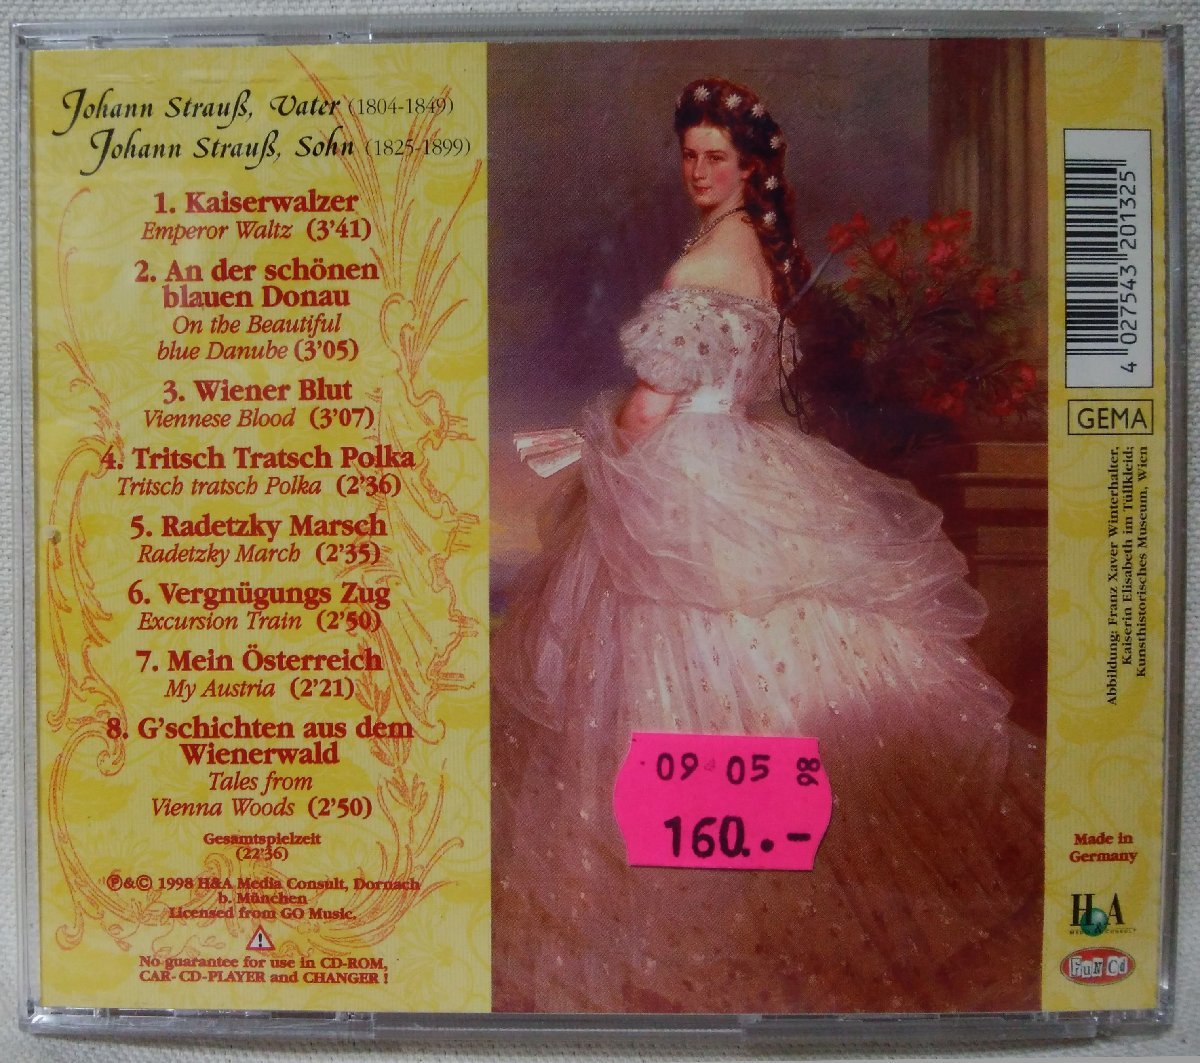 Johann Strauß, Vater (1804-1849)
Johann Strauß, Sohn (1825-1899)
1. Kaiserwalzer
Emperor Waltz (3'41)
2. An der schönen
blauen Donau
On the Beautiful
blue Danube (3'05)
3. Wiener Blut
Viennese Blood (3'07)
4. Tritsch Tratsch Polka
Tritsch tratsch Polka (2'36)
5. Radetzky Marsch
Radetzky March (2'35)
6. Vergnügungs Zug
Excursion Train (2'50)
7. Mein Österreich
My Austria (2'21)
8. G'schichten aus dem
Wienerwald
Tales from
Vienna Woods (2'50)
Gesamtspielzeit
(22'36)
℗&© 1998 H&A Media Consult, Dornach
b. München
Licensed from GO Music.
No guarantee for use in CD-ROM,
CAR-CD-PLAYER and CHANGER !
09 05 98
160.-
4 027543 201325
GEMA
Abbildung: Franz Xaver Winterhalter,
Kaiserin Elisabeth im Tüllkleid;
Kunsthistorisches Museum, Wien
Made in
Germany
H&A
MEDIA CONSULT
FUN Cd